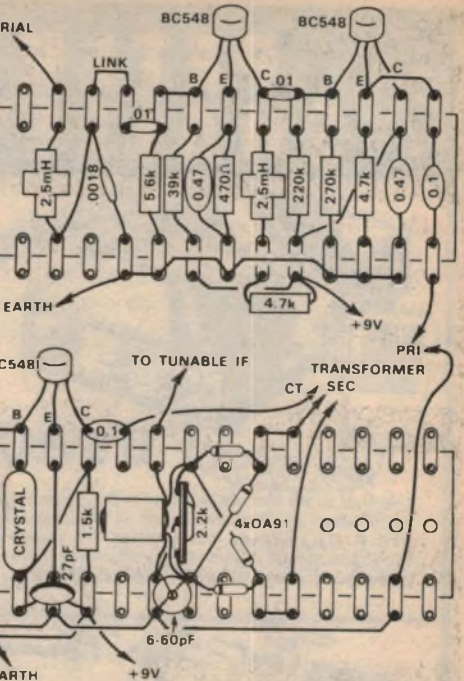 RIAL
BC548
BC548
LINK
B
E
C
.01
B
E
C
.01
2,5mH
.0018
5.6k
39k
0.47
470Ω
2,5mH
220k
270k
4.7k
0.47
0.1
EARTH
4.7k
+9V
PRI
TRANSFORMER
CT
SEC
C548
TO TUNABLE IF
B
E
C
0.1
CRYSTAL
27pF
1.5k
2.2k
4xOA91
6-60pF
ARTH
+9V